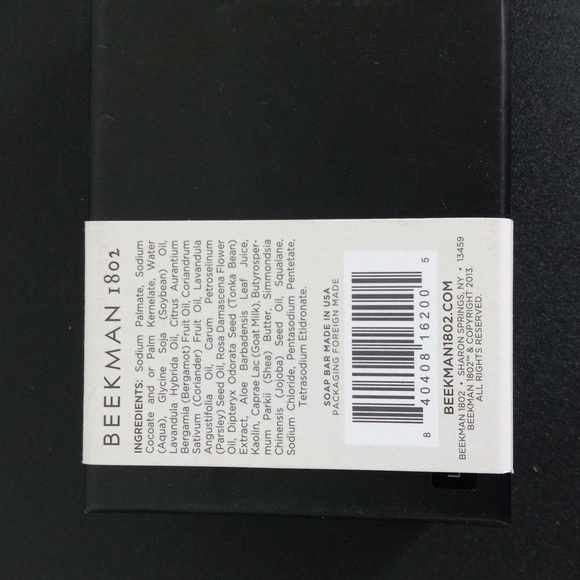 BEEKMAN 1802
INGREDIENTS: Sodium Palmate, Sodium
Cocoate and or Palm Kernelate, Water
(Aqua), Glycine Soja (Soybean) Oil,
Lavandula Hybrida Oil, Citrus Aurantium
Bergamia (Bergamot) Fruit Oil, Coriandrum
Sativum (Coriander) Fruit Oil, Lavandula
Angustifolia Oil, Carum Petroselinum
(Parsley) Seed Oil, Rosa Damascena Flower
Oil, Dipteryx Odorata Seed (Tonka Bean)
Extract, Aloe Barbadensis Leaf Juice,
Kaolin, Caprae Lac (Goat Milk), Butyrosper-
mum Parkii (Shea) Butter, Simmondsia
Chinensis (Jojoba) Seed Oil, Squalane,
Sodium Chloride, Pentasodium Pentetate,
Tetrasodium Etidronate.
SOAP BAR MADE IN USA
PACKAGING FOREIGN MADE
8 40408 16200 5
BEEKMAN1802.COM
BEEKMAN 1802 • SHARON SPRINGS, NY • 13459
BEEKMAN 1802 & COPYRIGHT 2013.
ALL RIGHTS RESERVED.